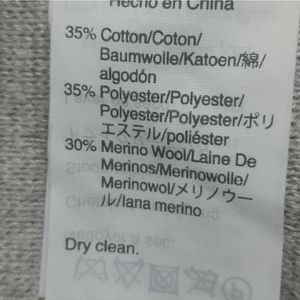 Hecho en China
35% Cotton/Coton/
Baumwolle/Katoen/綿/
algodón
35% Polyester/Polyester/
Polyester/Polyester/ポリ
エステル/poliéster
30% Merino Wool/Laine De
Merinos/Merinowolle/
Merinowol/メリノウー
ル/lana merino
Dry clean.